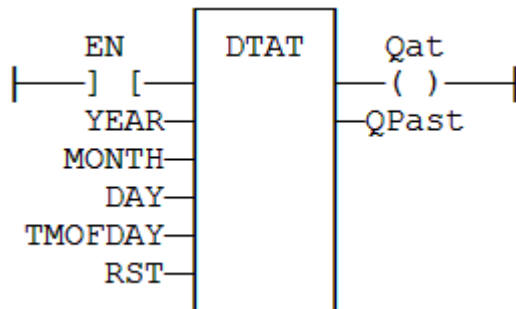 EN DTAT Qat
] [ ( )
YEAR QPast
MONTH
DAY
TMOFDAY
RST